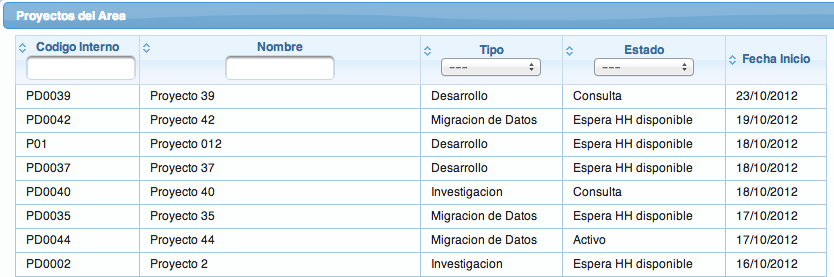 Proyectos del Area
Codigo Interno Nombre Tipo Estado Fecha Inicio
--- ---
PD0039 Proyecto 39 Desarrollo Consulta 23/10/2012
PD0042 Proyecto 42 Migracion de Datos Espera HH disponible 19/10/2012
P01 Proyecto 012 Desarrollo Espera HH disponible 18/10/2012
PD0037 Proyecto 37 Desarrollo Espera HH disponible 18/10/2012
PD0040 Proyecto 40 Investigacion Consulta 18/10/2012
PD0035 Proyecto 35 Migracion de Datos Espera HH disponible 17/10/2012
PD0044 Proyecto 44 Migracion de Datos Activo 17/10/2012
PD0002 Proyecto 2 Investigacion Espera HH disponible 16/10/2012